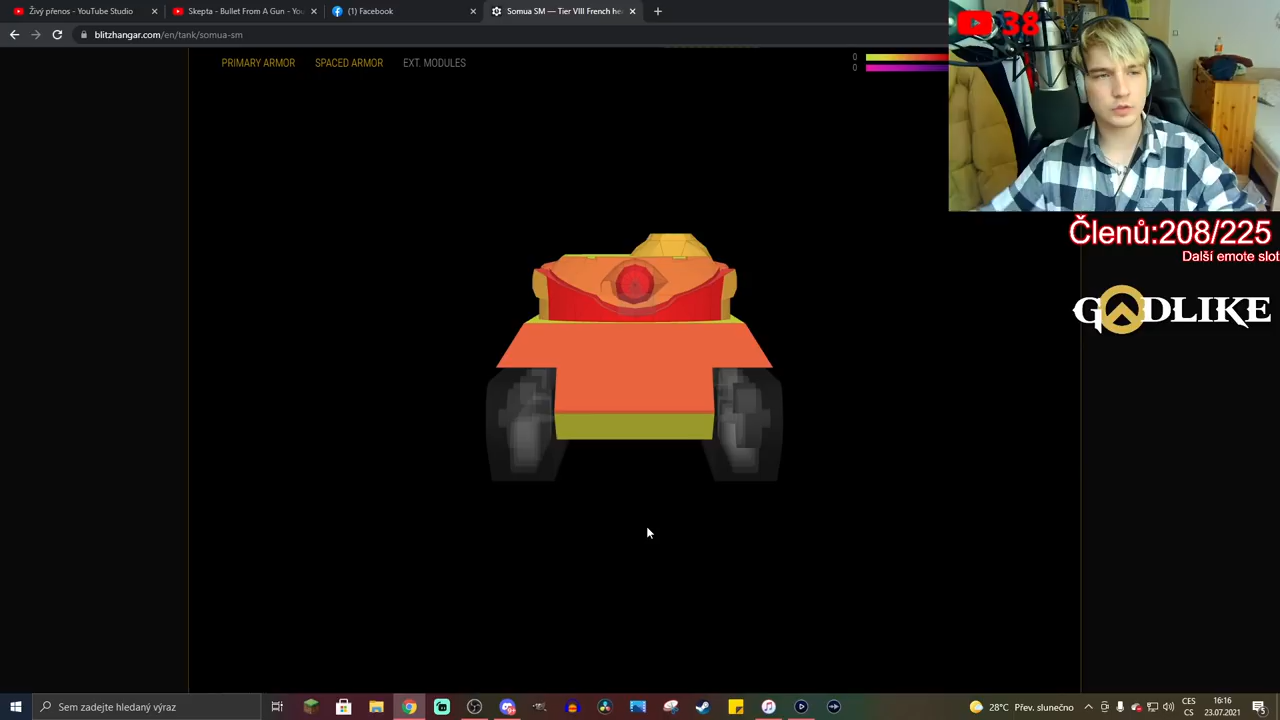 Živý přenos - YouTube Studio
Skepta - Bullet From A Gun - You
(1) Facebook
Somua SM — Tier VIII French he
blitzhangar.com/en/tank/somua-sm
38
PRIMARY ARMOR
SPACED ARMOR
EXT. MODULES
0
0
Členů:208/225
Další emote slot
GODLIKE
Sem zadejte hledaný výraz
28°C Přev. slunečno
CES
CS
16:16
23.07.2021